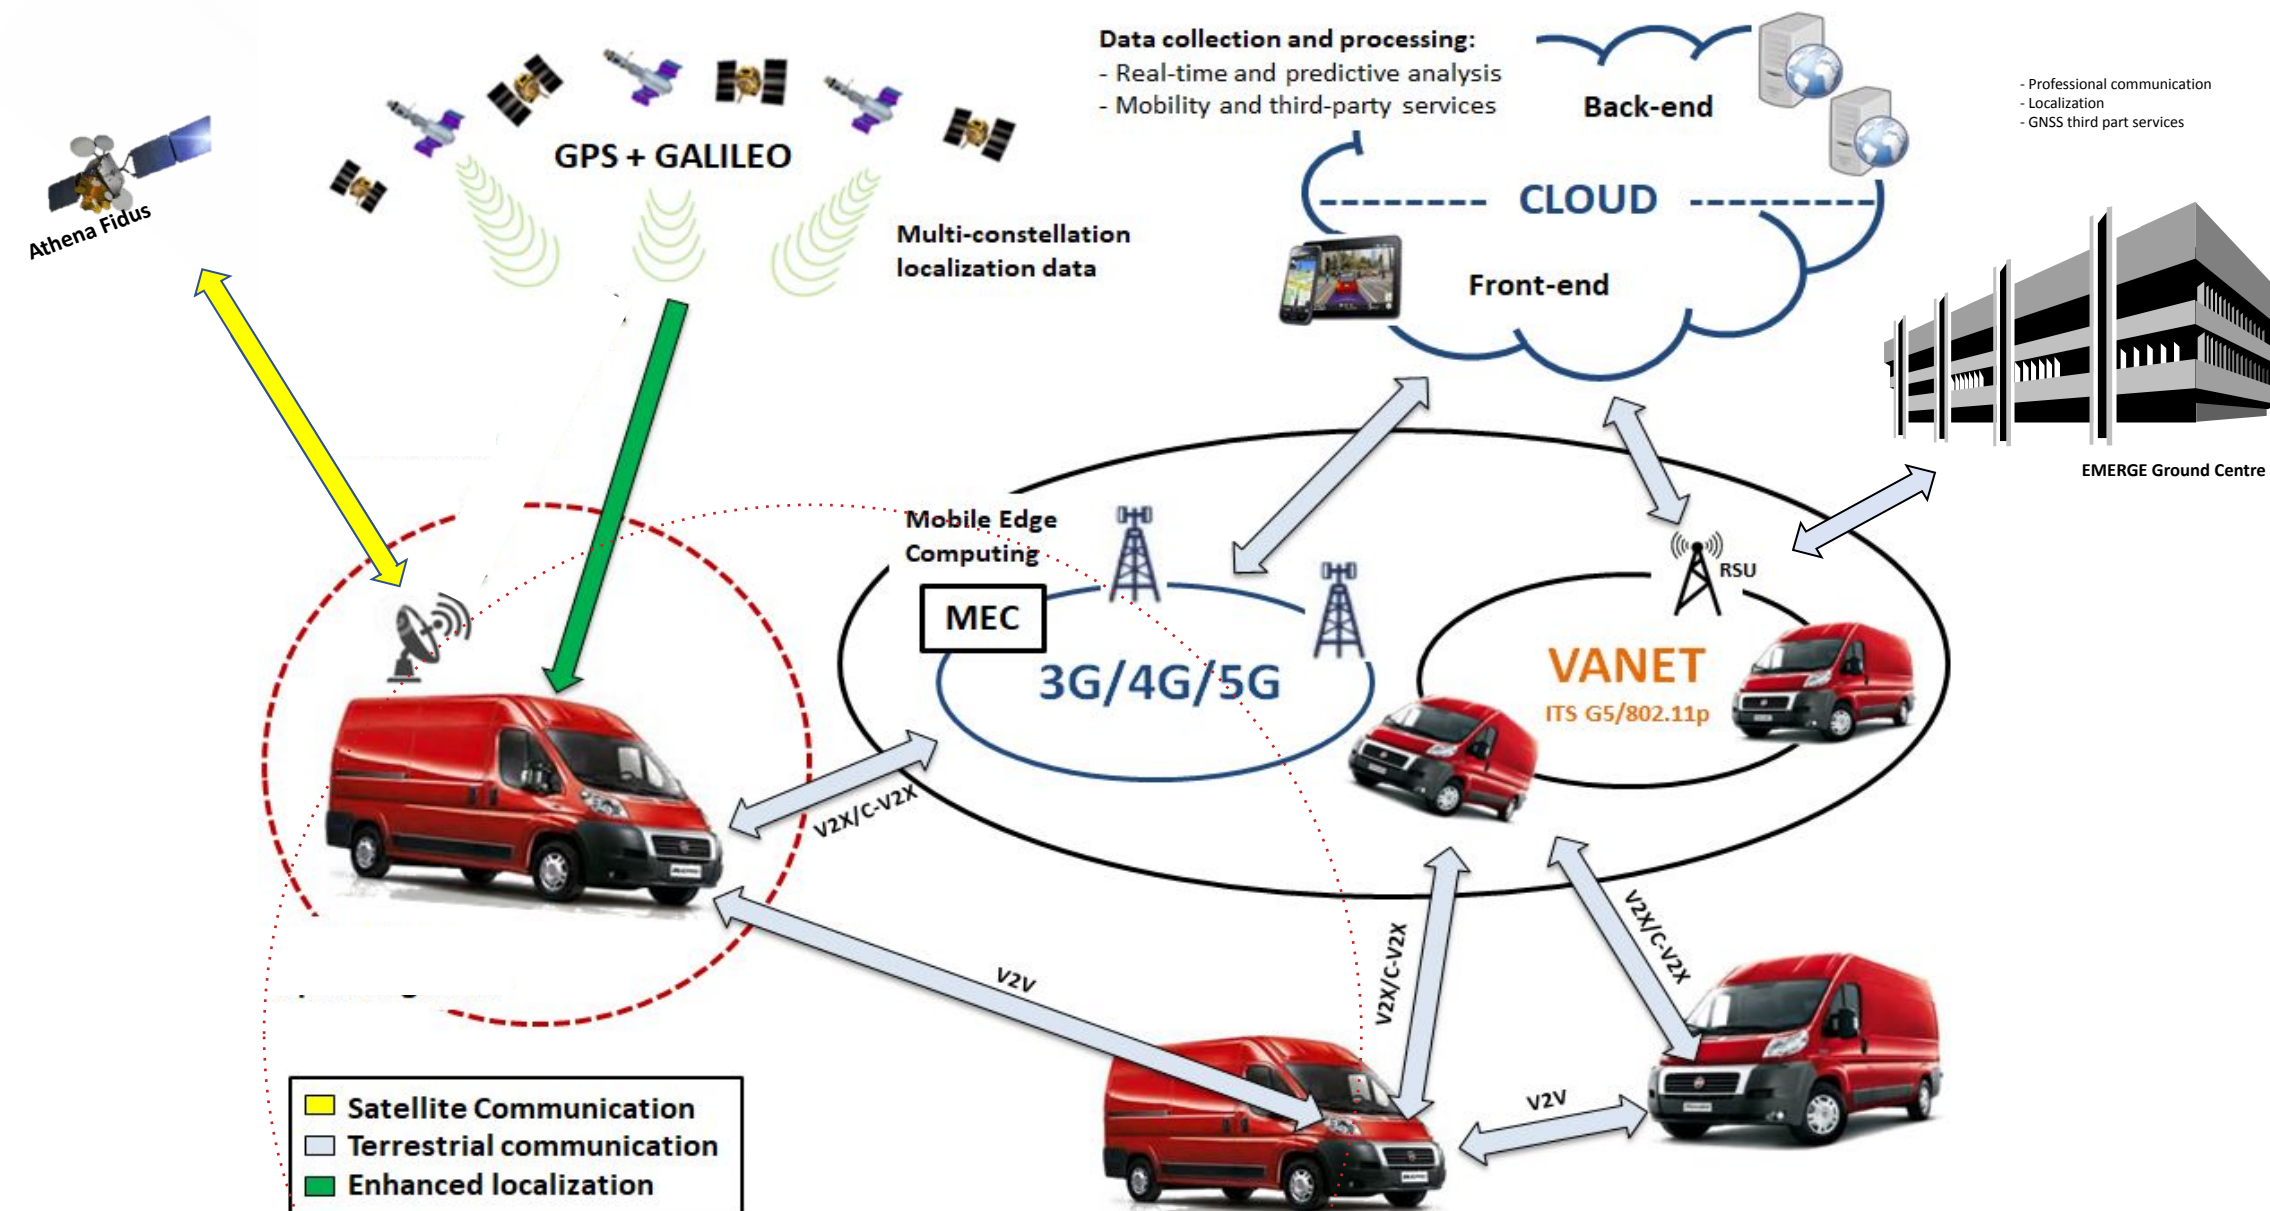 Data collection and processing:
- Real-time and predictive analysis
- Mobility and third-party services
Back-end
- Professional communication
- Localization
- GNSS third part services
GPS + GALILEO
CLOUD
Athena Fidus
Multi-constellation
localization data
Front-end
EMERGE Ground Centre
Mobile Edge
Computing
RSU
MEC
3G/4G/5G
VANET
ITS G5/802.11p
V2X/C-V2X
V2X/C-V2X
V2X/C-V2X
V2V
V2V
Satellite Communication
Terrestrial communication
Enhanced localization